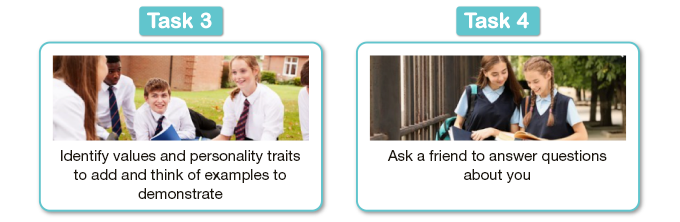 Task 3
Identify values and personality traits
to add and think of examples to
demonstrate
Task 4
Ask a friend to answer questions
about you